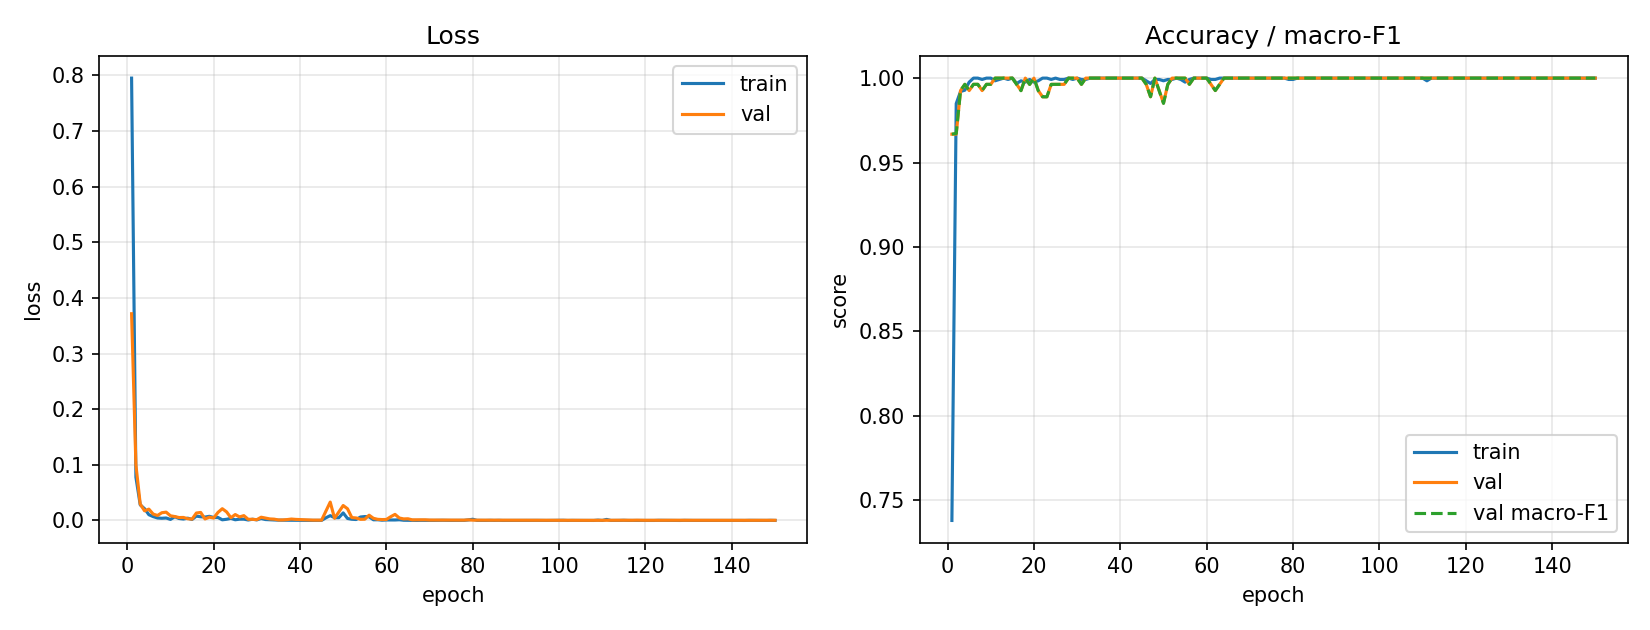 Loss
0.8
0.7
0.6
0.5
0.4
0.3
0.2
0.1
0.0
loss
0 20 40 60 80 100 120 140
epoch
train
val
Accuracy / macro-F1
1.00
0.95
0.90
0.85
0.80
0.75
score
0 20 40 60 80 100 120 140
epoch
train
val
val macro-F1